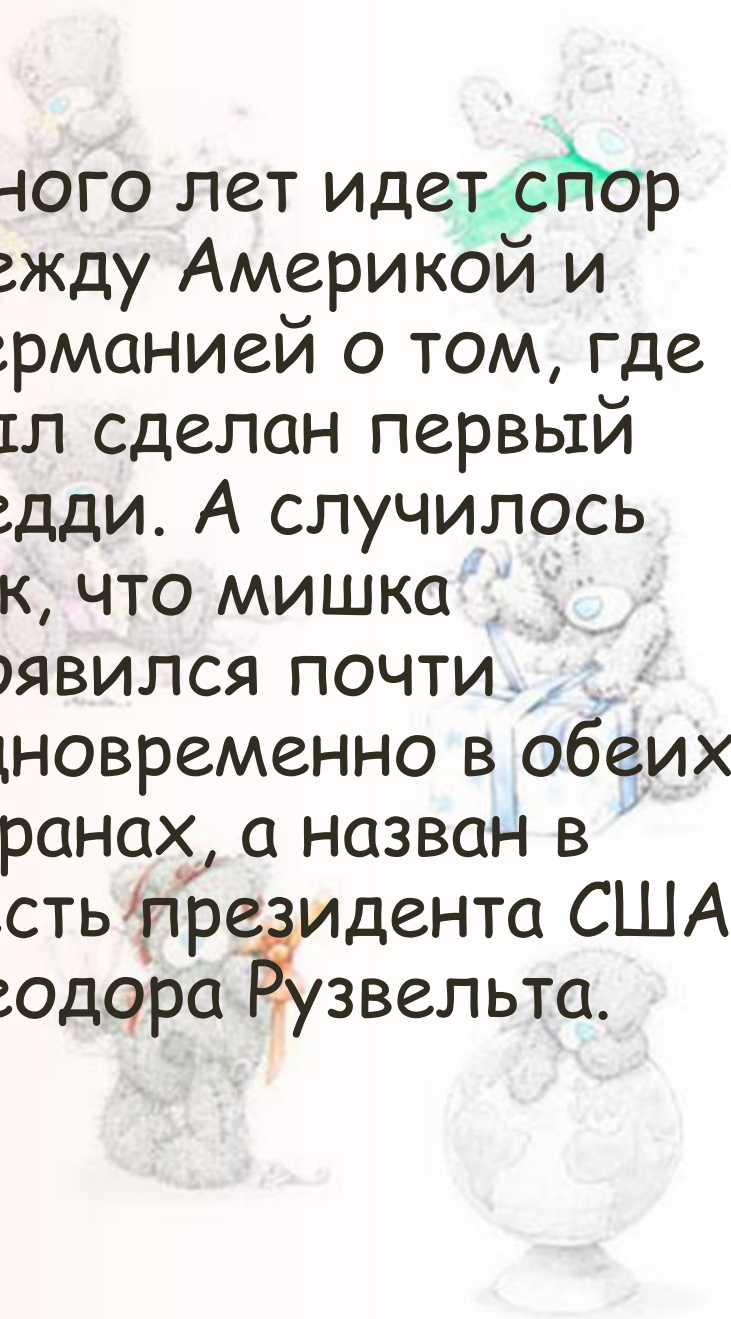 ного лет идет спор
ежду Америкой и
ерманией о том, где
ыл сделан первый
едди. А случилось
к, что мишка
оявился почти
дновременно в обеих
ранах, а назван в
есть президента США
еодора Рузвельта.